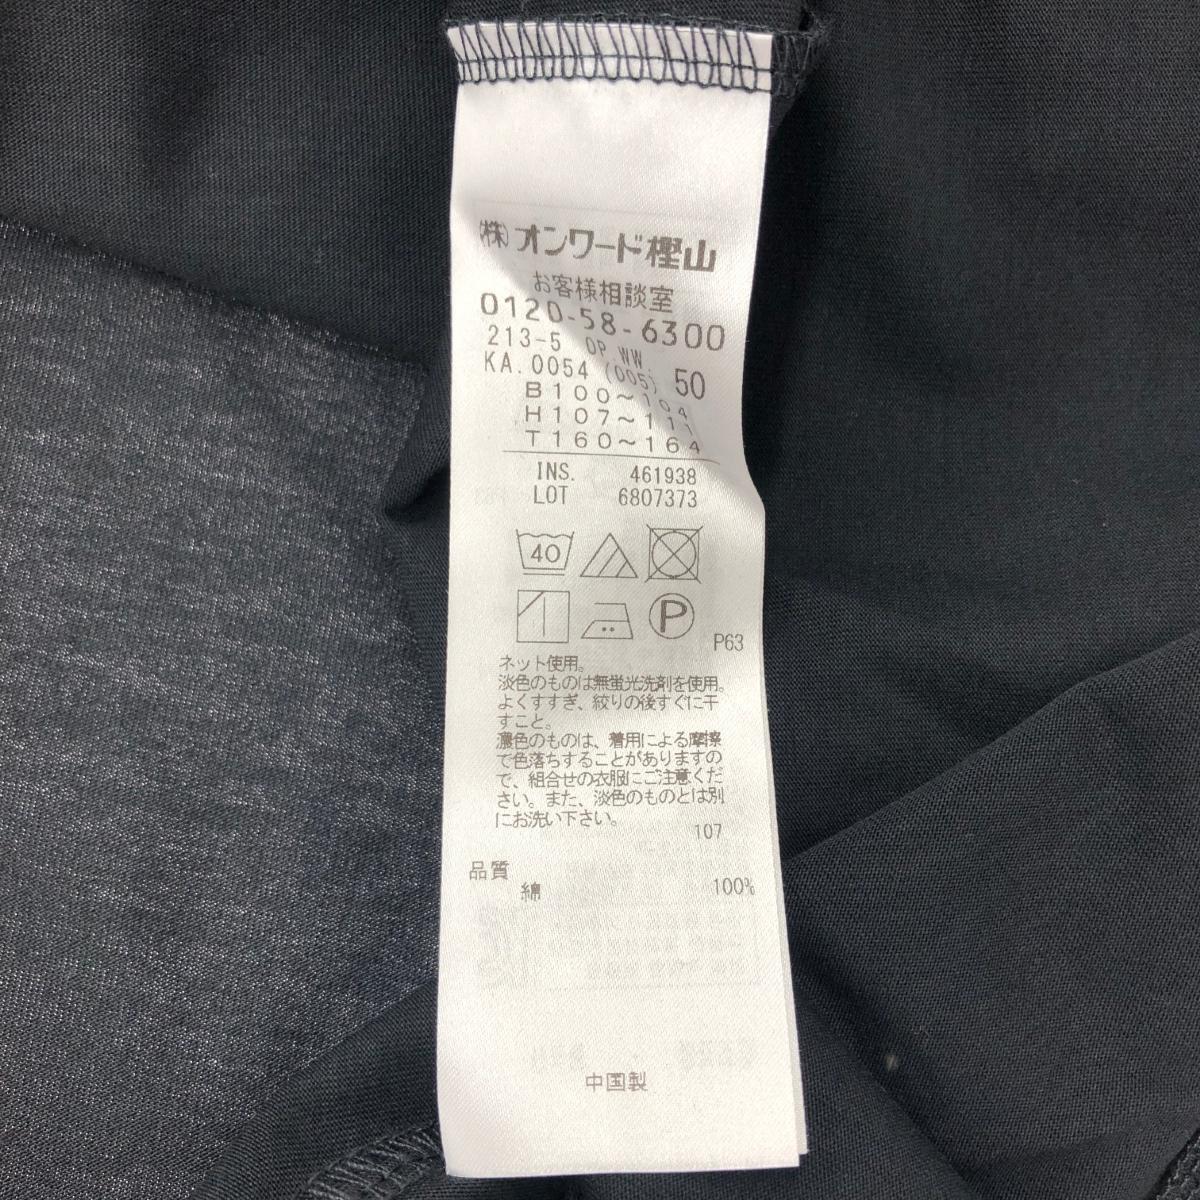 ㈱オンワード樫山
お客様相談室
0120-58-6300
213-5 OP.WW.
KA.0054 (005) 50
B100~104
H107~111
T160~164
INS. 461938
LOT 6807373
40
P
P63
ネット使用。
淡色のものは無蛍光洗剤を使用。
よくすすぎ、絞りの後すぐに干
すこと。
濃色のものは、着用による摩擦
で色落ちすることがありますの
で、組合せの衣服にご注意くだ
さい。また、淡色のものとは別
にお洗い下さい。
107
品質
綿 100%
中国製